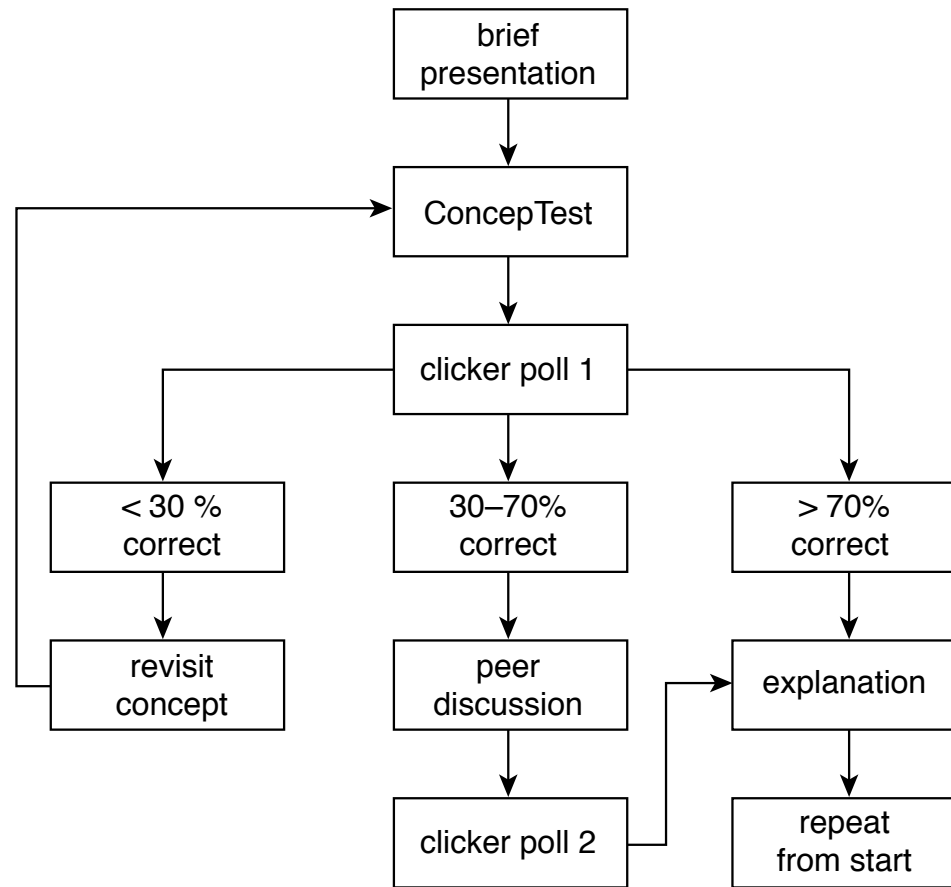 brief
presentation
ConcepTest
clicker poll 1
< 30 %
correct
30–70%
correct
> 70%
correct
revisit
concept
peer
discussion
explanation
clicker poll 2
repeat
from start